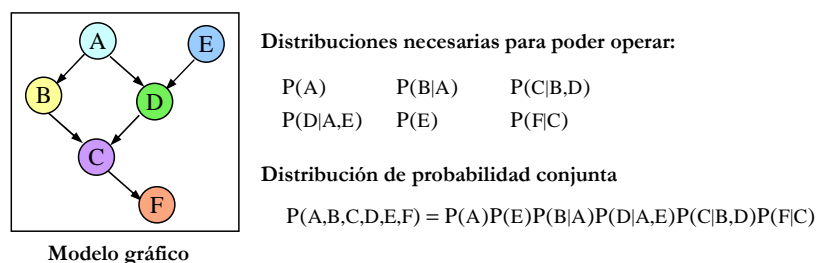 A
E
B
D
C
F
Modelo gráfico
Distribuciones necesarias para poder operar:
P(A) P(B|A) P(C|B,D)
P(D|A,E) P(E) P(F|C)
Distribución de probabilidad conjunta
P(A,B,C,D,E,F) = P(A)P(E)P(B|A)P(D|A,E)P(C|B,D)P(F|C)